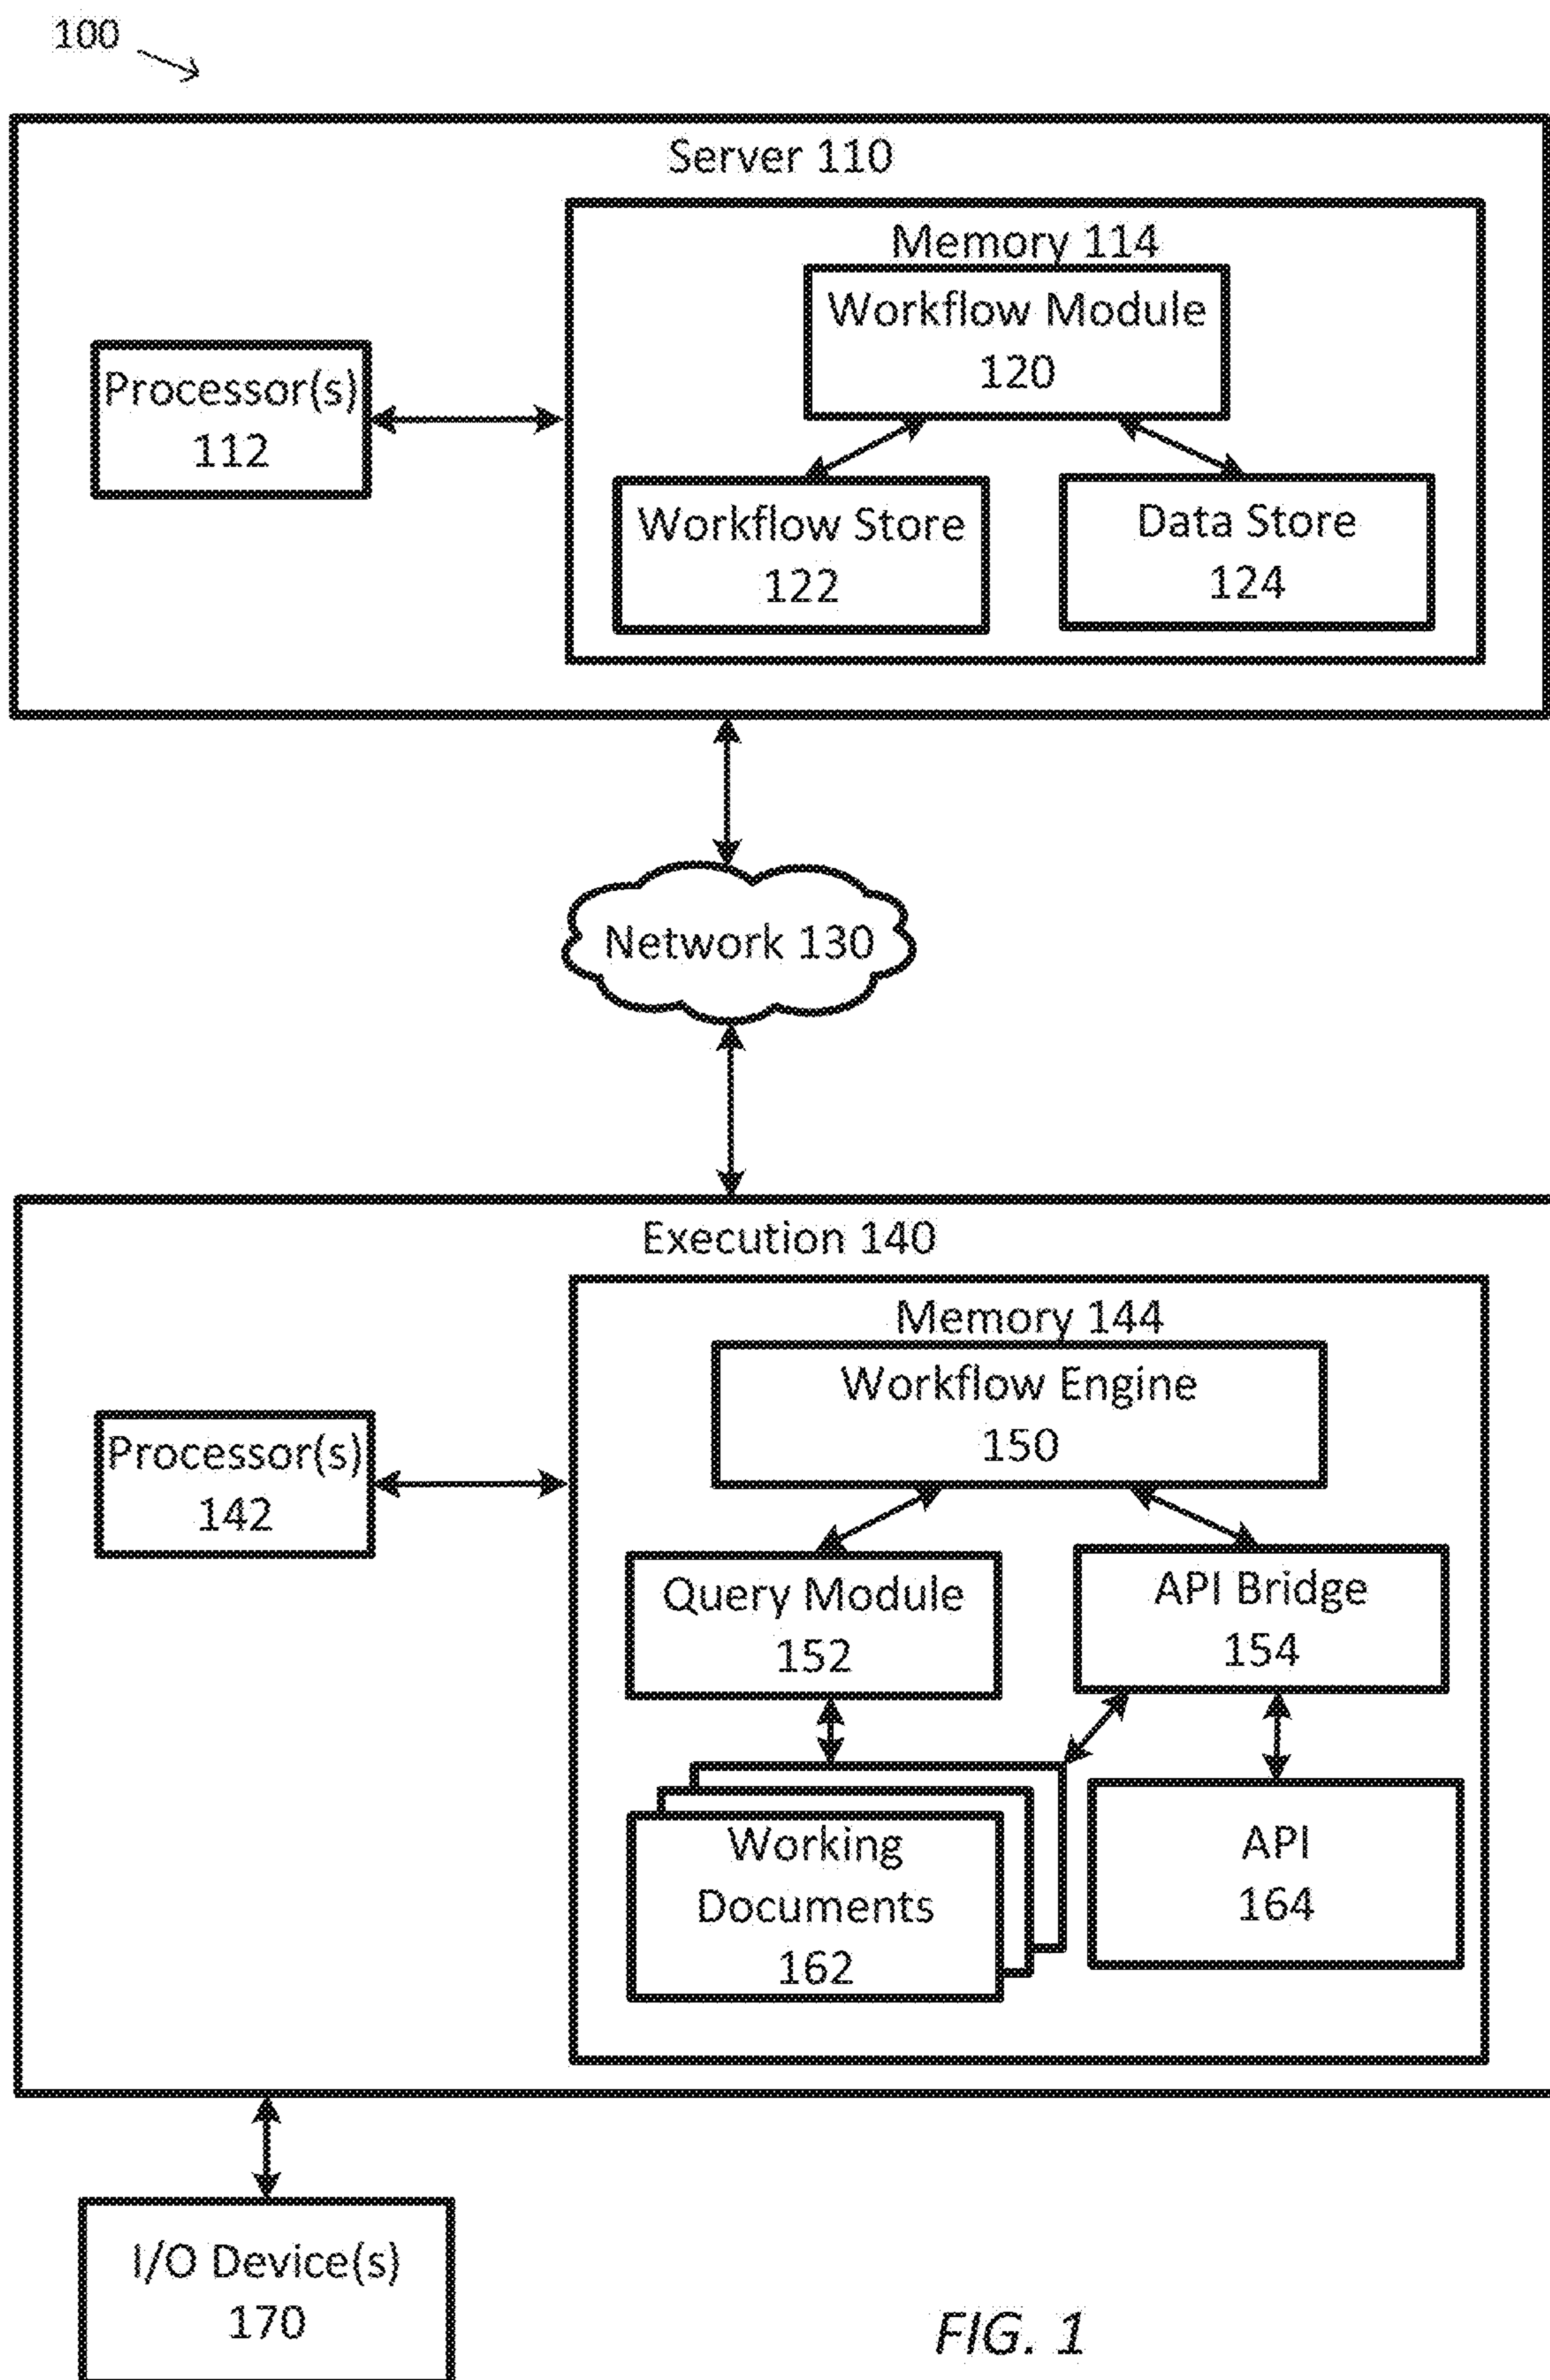 100
Server 110
Memory 114
Workflow Module
120
Processor(s)
112
Workflow Store
122
Data Store
124
Network 130
Execution 140
Memory 144
Workflow Engine
150
Processor(s)
142
Query Module
152
API Bridge
154
Working
Documents
162
API
164
I/O Device(s)
170
FIG. 1